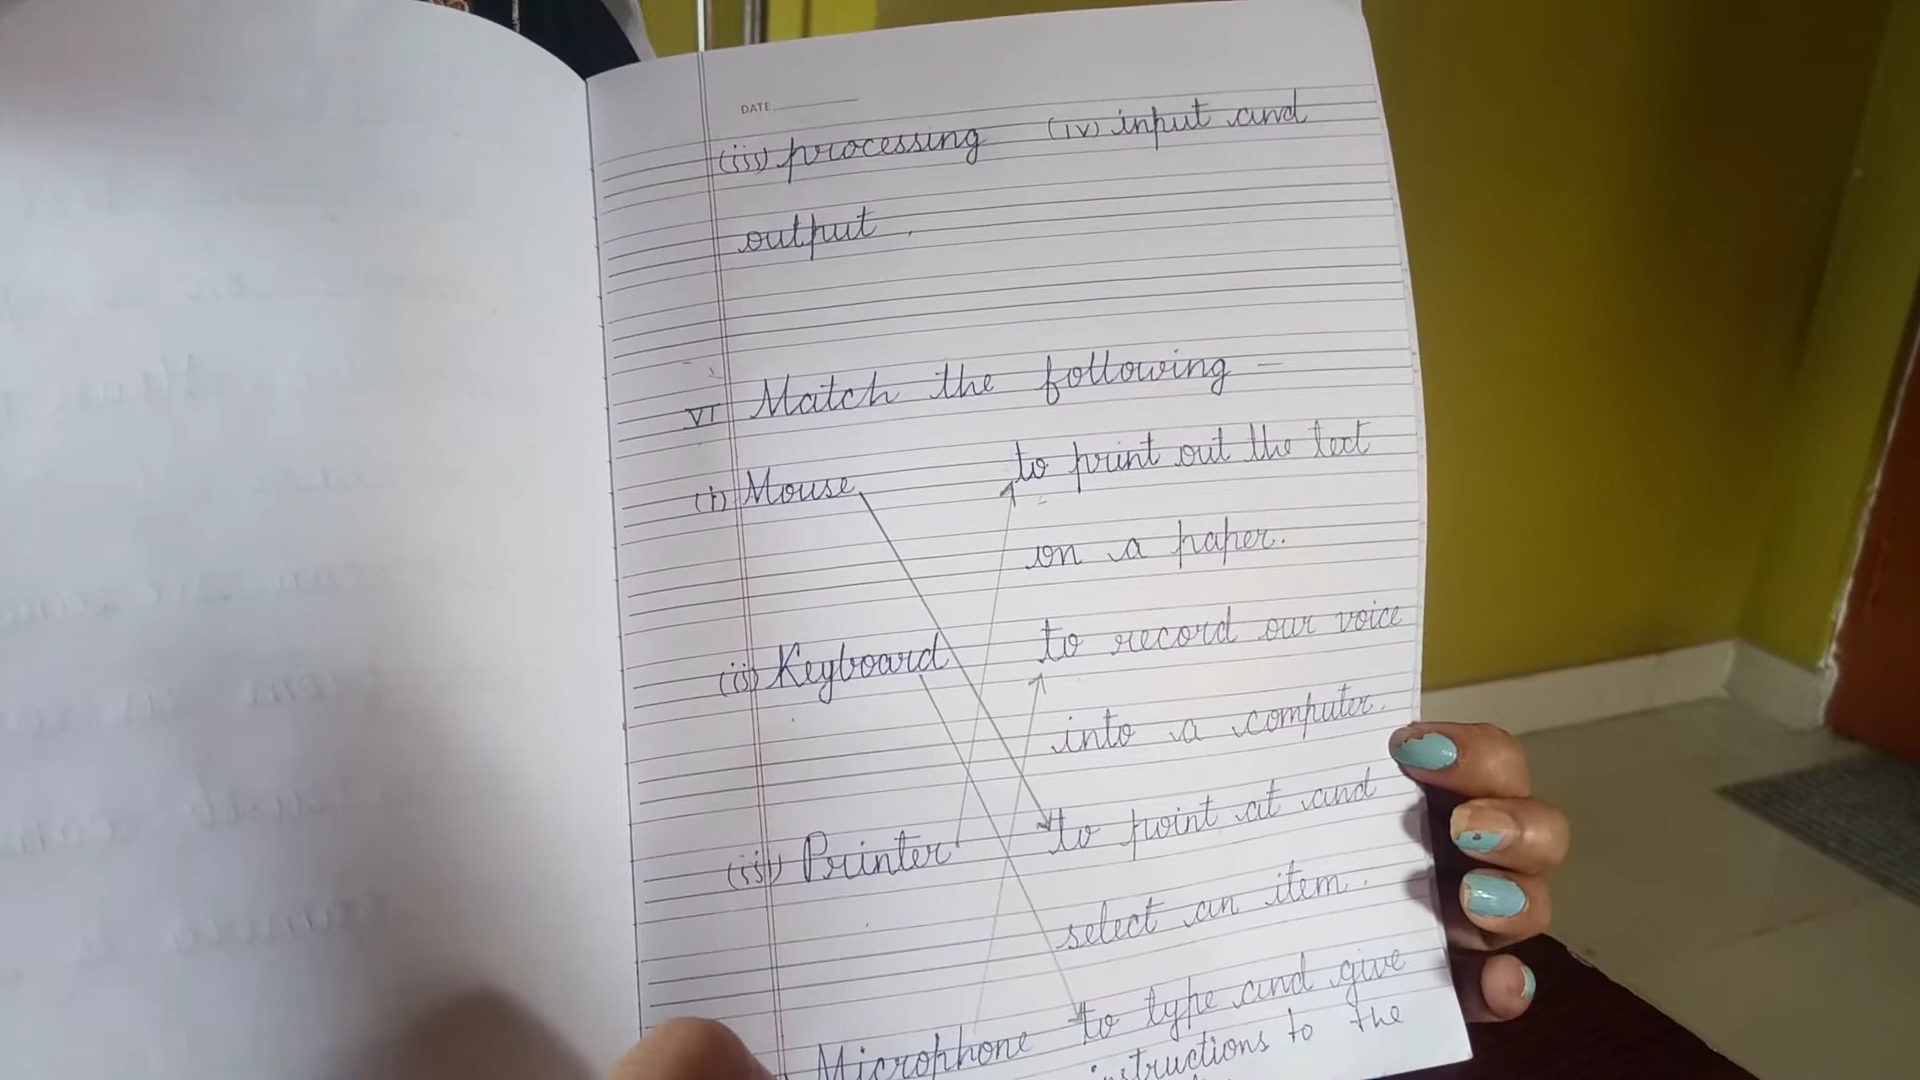 DATE
(iii) processing (iv) input and
output.
VI Match the following -
(i) Mouse to print out the text
on a paper.
(ii) Keyboard to record our voice
into a computer.
(iii) Printer to point at and
select an item.
Microphone to type and give
instructions to the